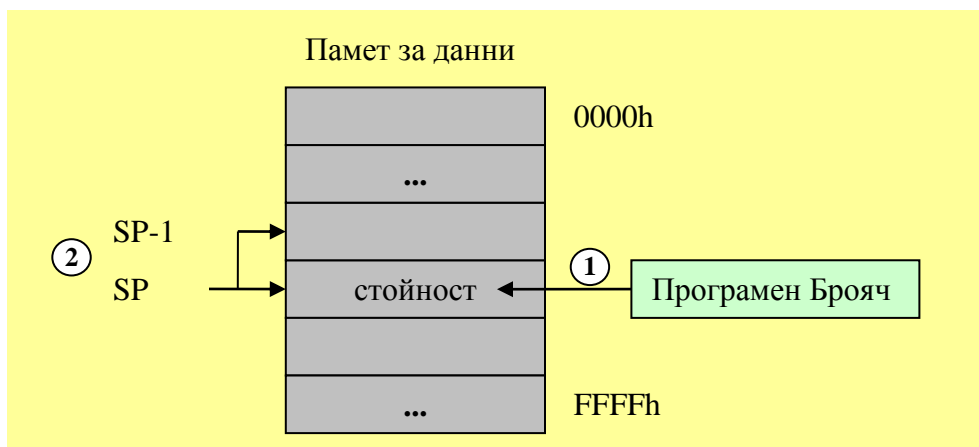 Памет за данни
0000h
...
SP-1
2
1
SP
стойност
Програмен Брояч
...
FFFFh